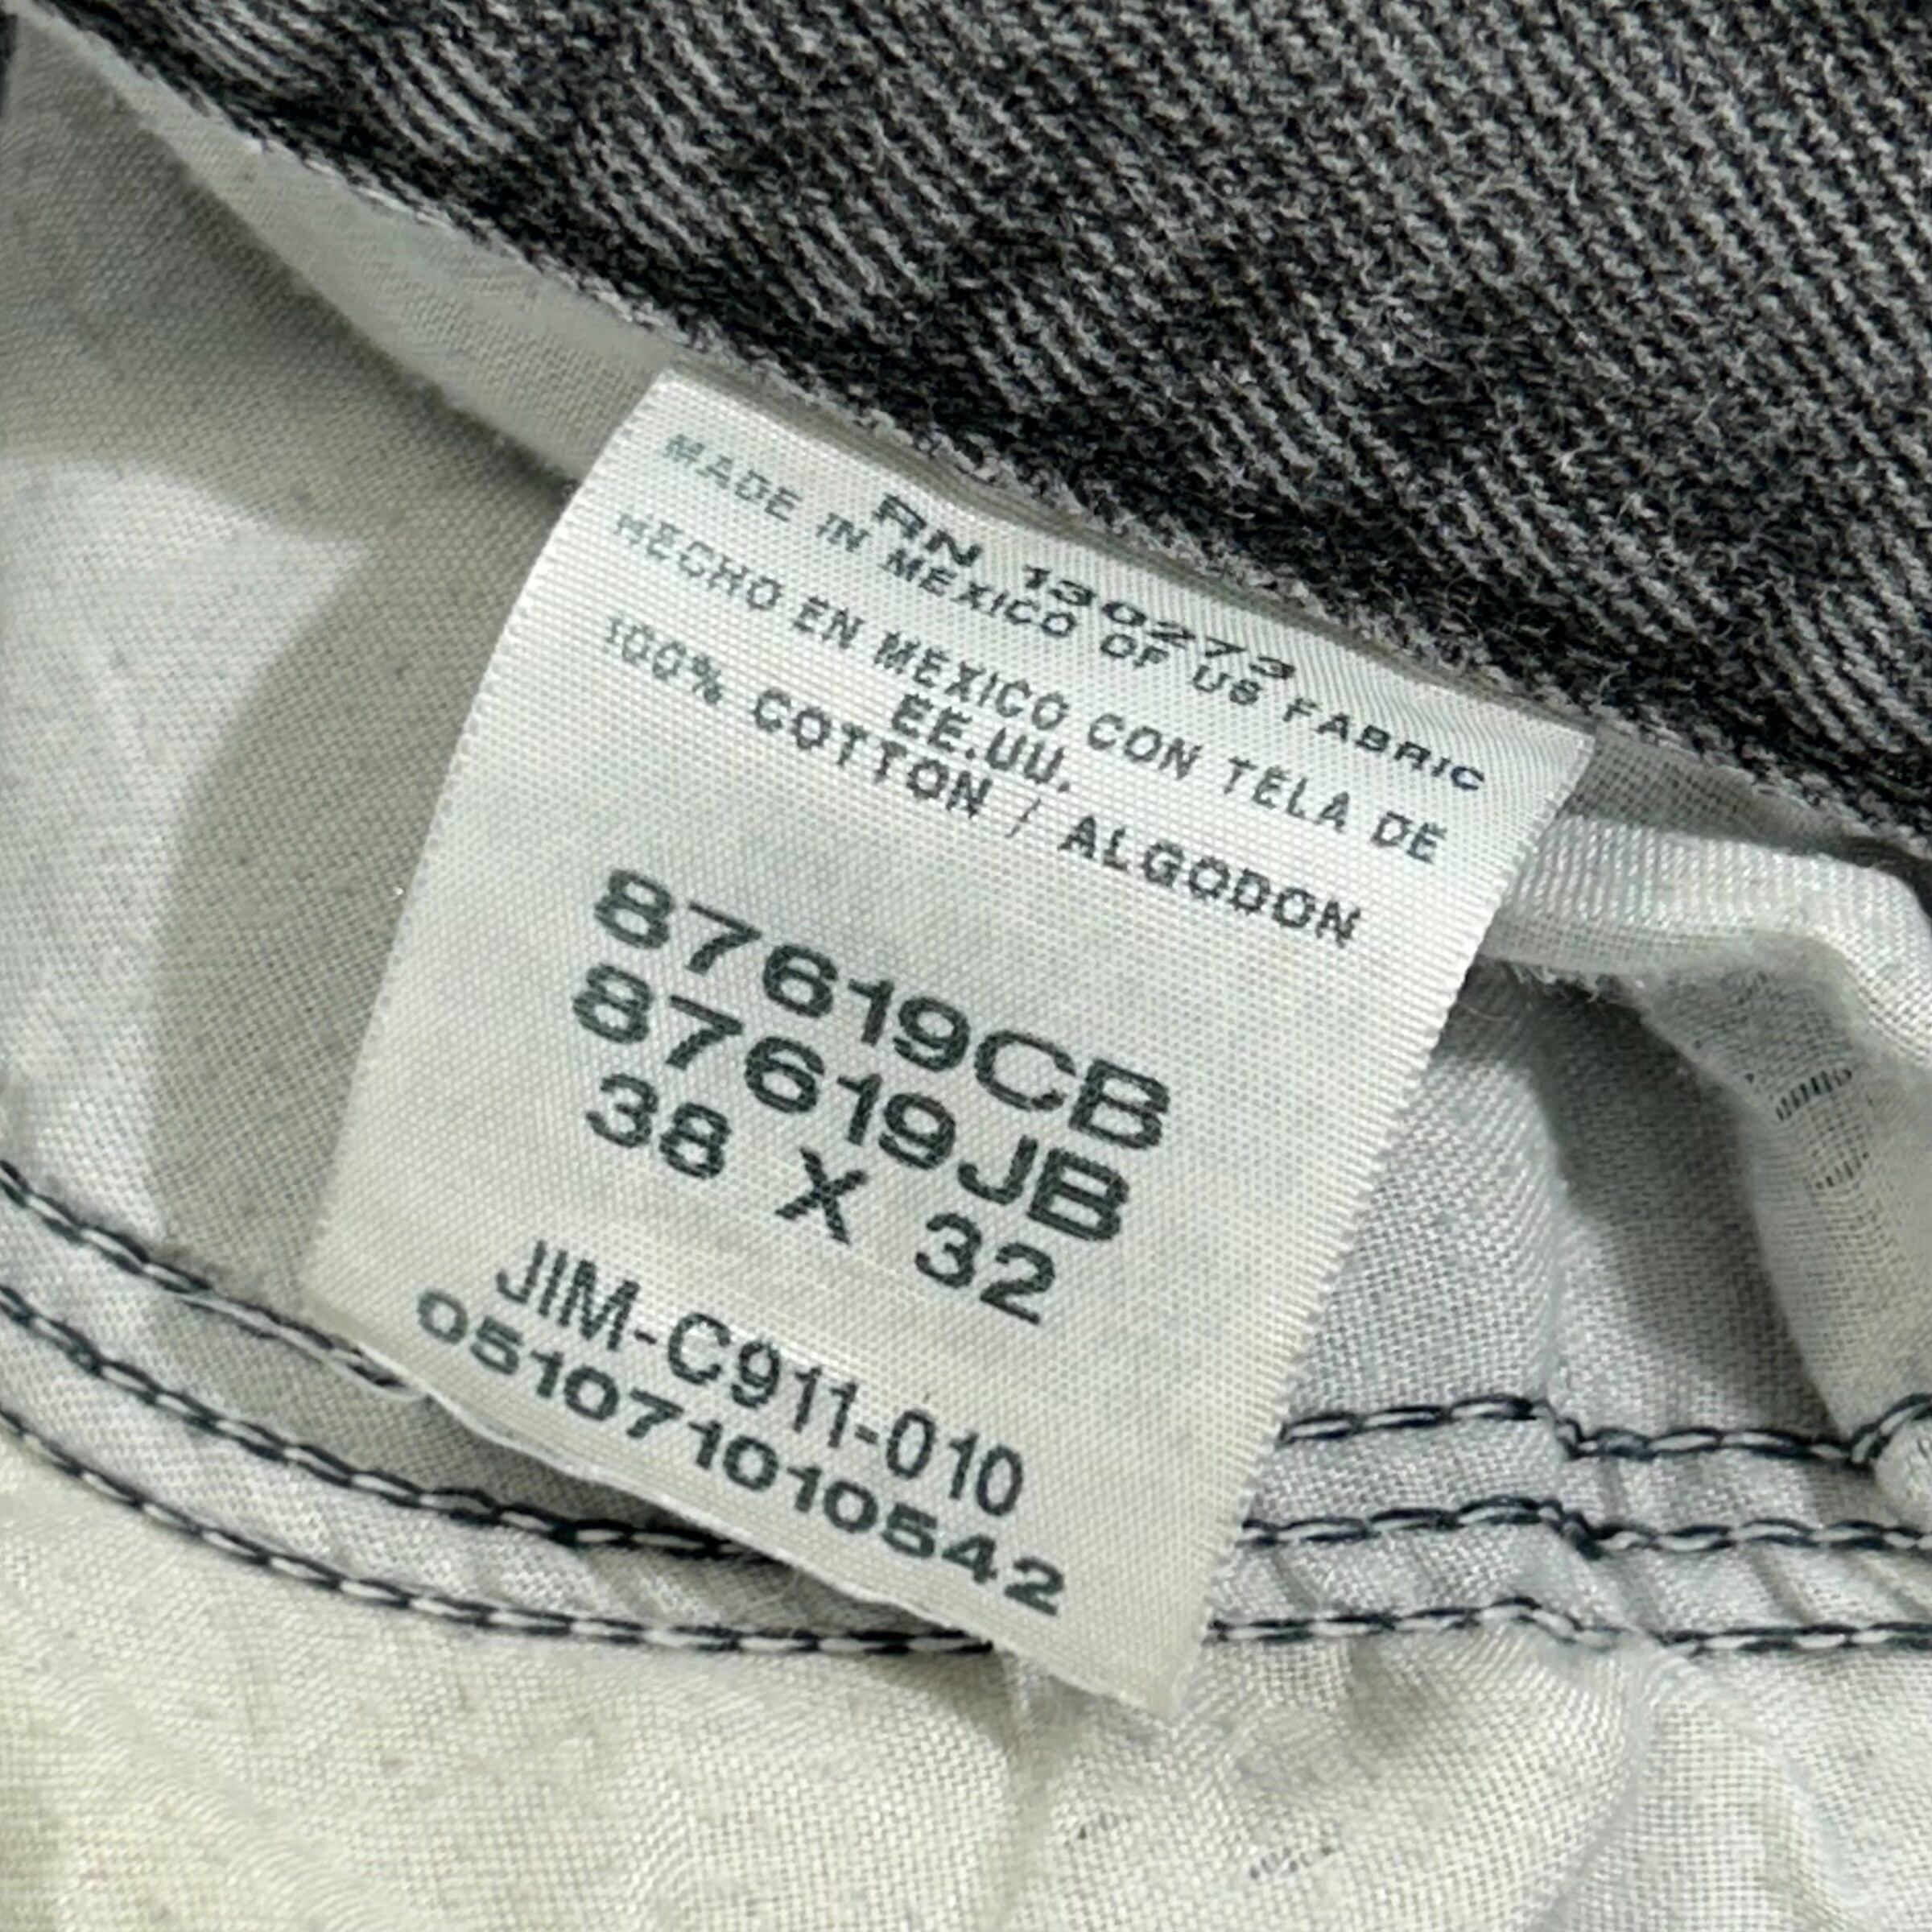 RN 130273
MADE IN MEXICO OF US FABRIC
HECHO EN MEXICO CON TELA DE
EE.UU.
100% COTTON / ALGODON
87619CB
87619JB
38 X 32
JIM-C911-010
051071010542